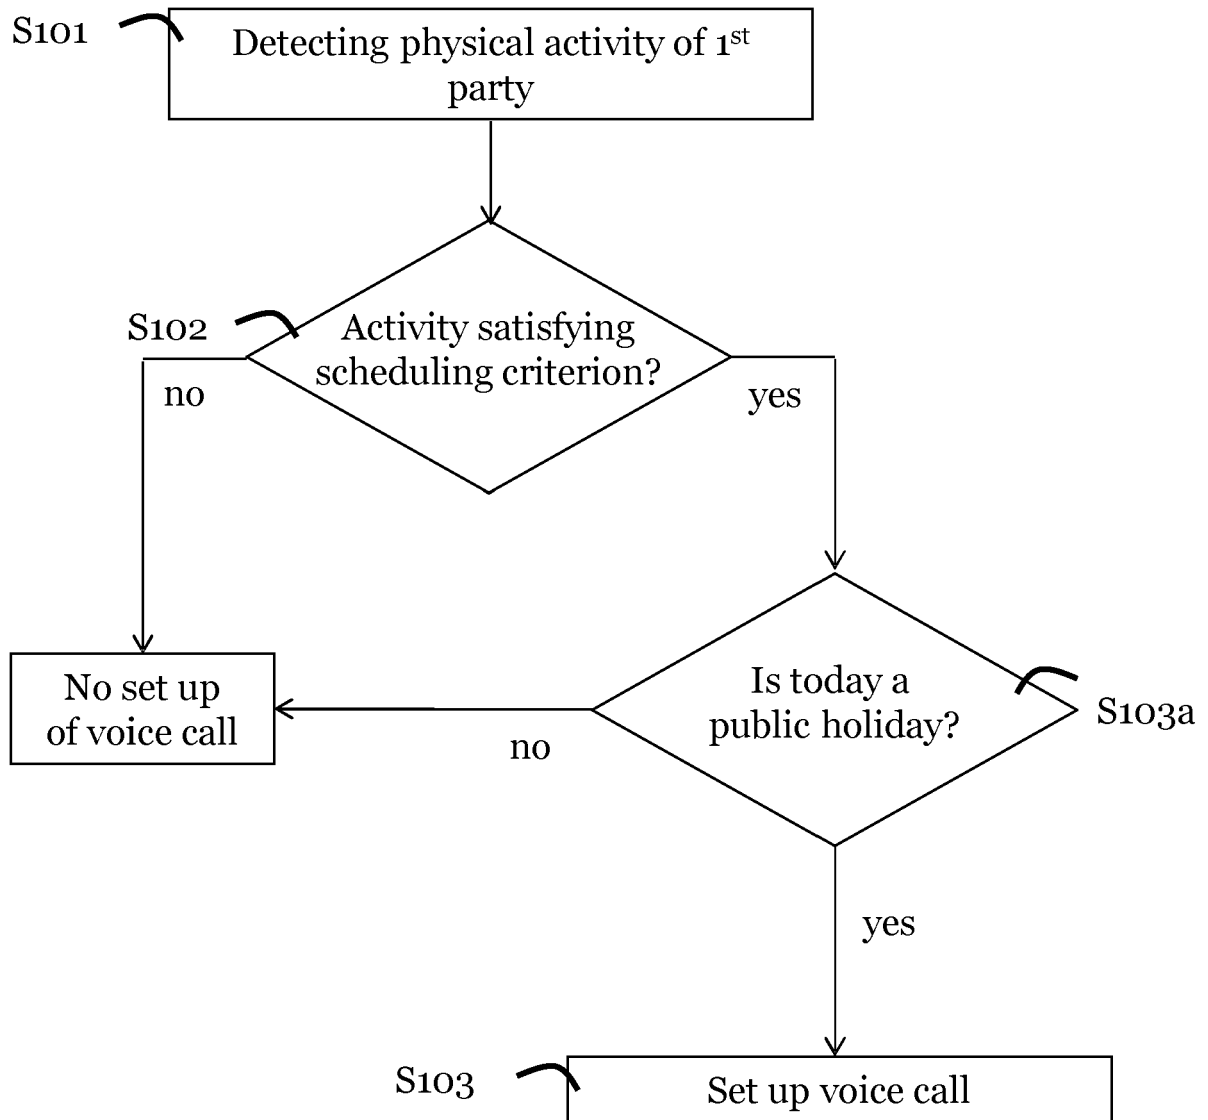 S101
Detecting physical activity of 1st
party
S102
Activity satisfying
scheduling criterion?
no
yes
No set up
of voice call
Is today a
public holiday?
S103a
no
yes
S103
Set up voice call